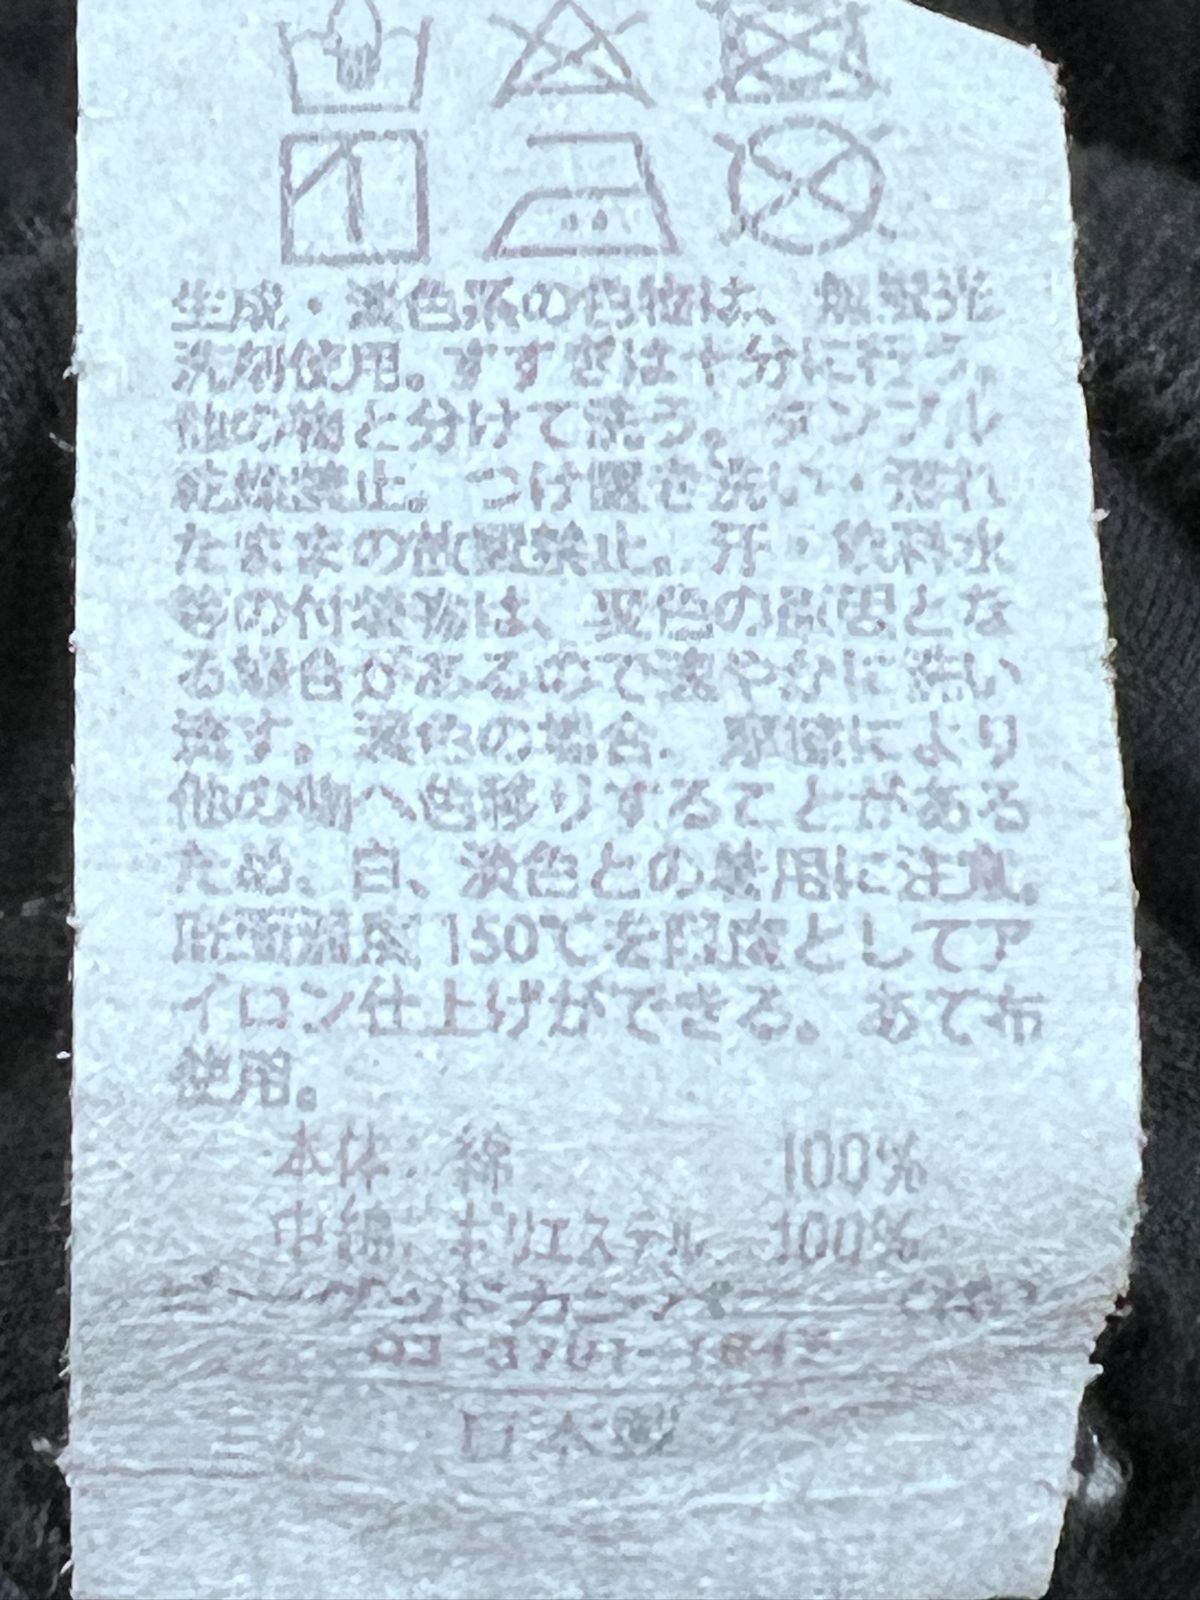 生成・淡色系の色物は、無蛍光
洗剤使用。すすぎは十分に行う。
他の物と分けて洗う。タンブル
乾燥禁止。つけ置き洗い・濡れ
たままの放置禁止。汗・飲料水
等の付着物は、変色の原因とな
る場合があるので速やかに洗い
流す。濃色の場合、摩擦により
他の物へ色移りすることがある
ため、白、淡色との着用に注意。
底面温度150℃を限度としてア
イロン仕上げができる。あて布
使用。
本体 綿 100%
中綿 ポリエステル 100%
日本製